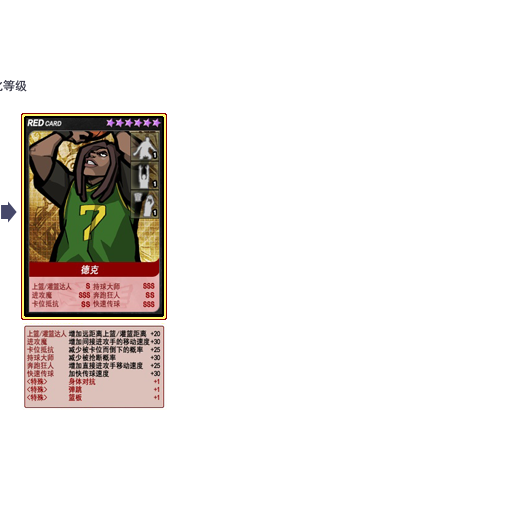 等级
RED CARD
1
1
1
7
德克
上篮/灌篮达人 S 持球大師 SSS
进攻魔 SSS 奔跑狂人 SS
卡位抵抗 SS 快速传球 SSS
上篮/灌篮达人 增加远距离上篮/灌篮距离 +20
进攻魔 增加间接进攻手的移动速度 +30
卡位抵抗 减少被卡位而倒下的概率 +25
持球大師 减少被抢断概率 +30
奔跑狂人 增加直接进攻手移动速度 +25
快速传球 加快传球速度 +30
<特殊> 身体对抗 +1
<特殊> 弹跳 +1
<特殊> 篮板 +1